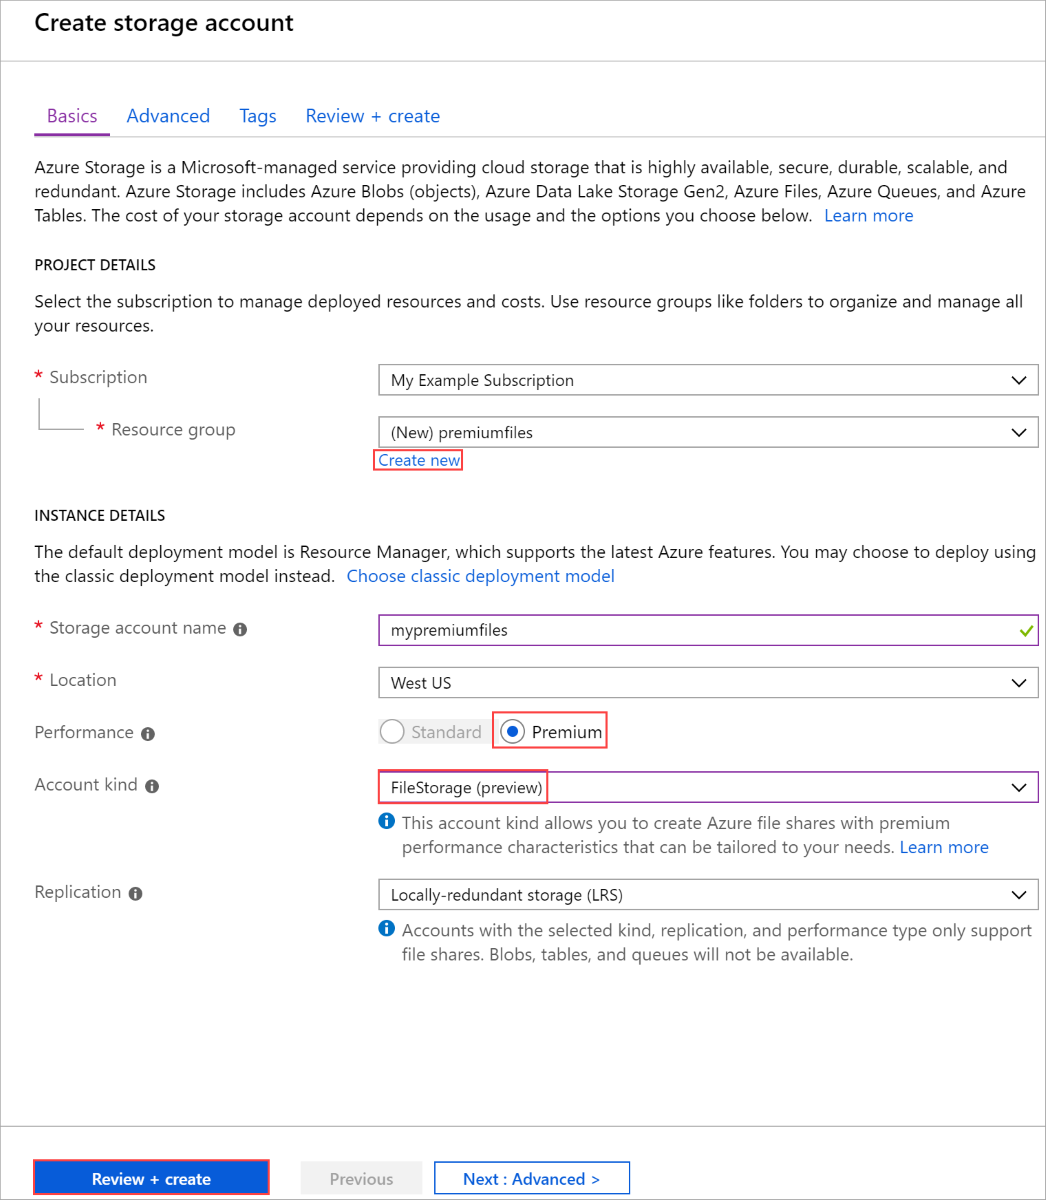 Create storage account
Basics Advanced Tags Review + create
Azure Storage is a Microsoft-managed service providing cloud storage that is highly available, secure, durable, scalable, and
redundant. Azure Storage includes Azure Blobs (objects), Azure Data Lake Storage Gen2, Azure Files, Azure Queues, and Azure
Tables. The cost of your storage account depends on the usage and the options you choose below. Learn more
PROJECT DETAILS
Select the subscription to manage deployed resources and costs. Use resource groups like folders to organize and manage all
your resources.
* Subscription My Example Subscription
* Resource group (New) premiumfiles
Create new
INSTANCE DETAILS
The default deployment model is Resource Manager, which supports the latest Azure features. You may choose to deploy using
the classic deployment model instead. Choose classic deployment model
* Storage account name mypremiumfiles
* Location West US
Performance Standard Premium
Account kind FileStorage (preview)
This account kind allows you to create Azure file shares with premium
performance characteristics that can be tailored to your needs. Learn more
Replication Locally-redundant storage (LRS)
Accounts with the selected kind, replication, and performance type only support
file shares. Blobs, tables, and queues will not be available.
Review + create Previous Next : Advanced >